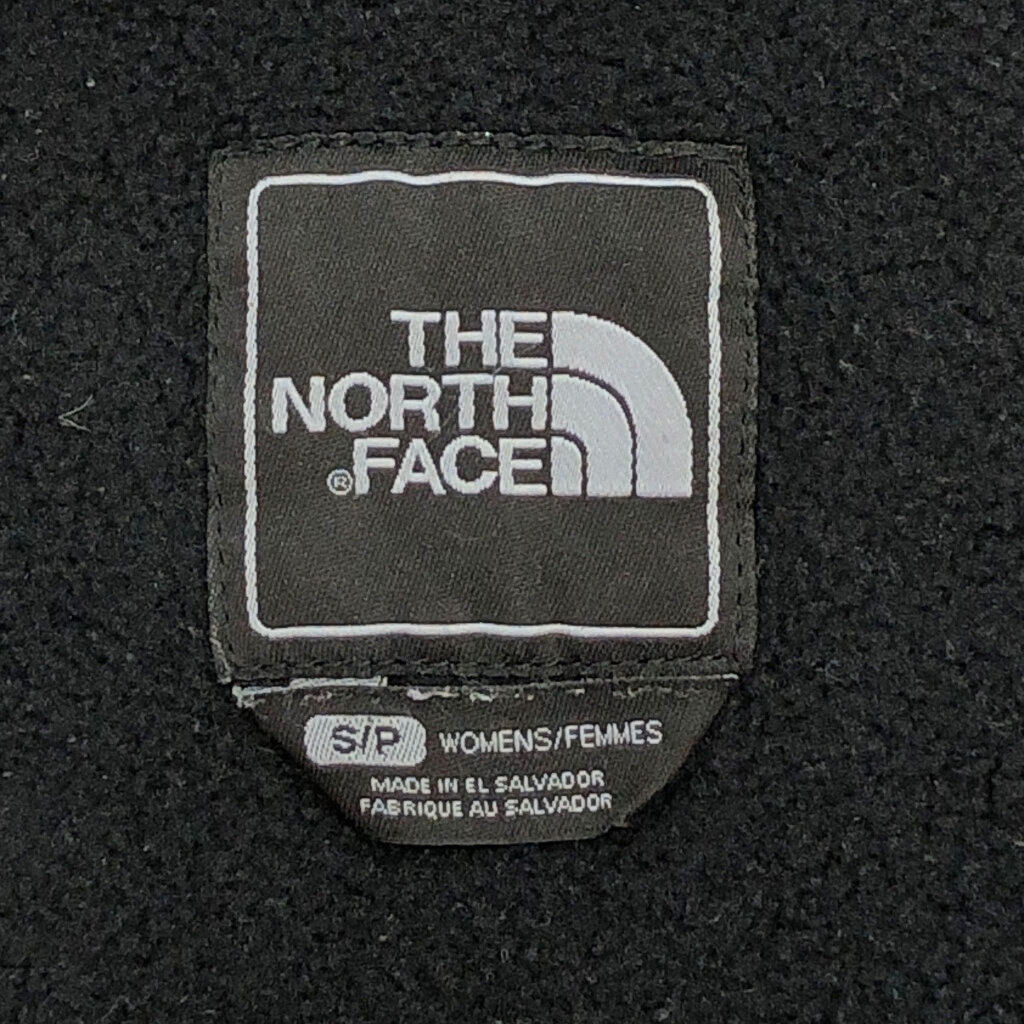 THE
NORTH
®FACE
S/P WOMENS/FEMMES
MADE IN EL SALVADOR
FABRIQUE AU SALVADOR